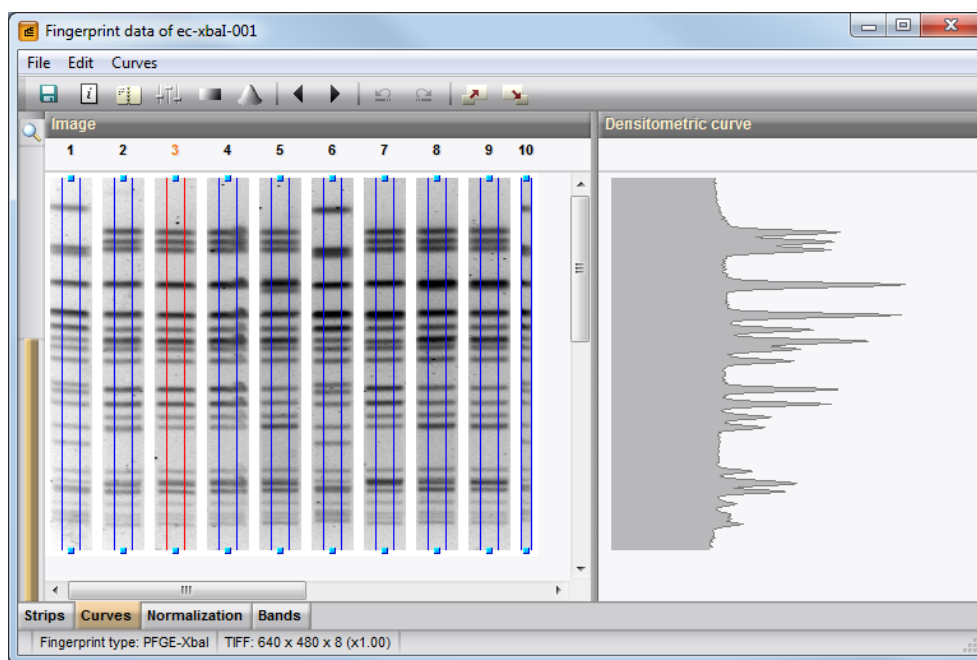 Fingerprint data of ec-xbaI-001
File Edit Curves
Image
Densitometric curve
1 2 3 4 5 6 7 8 9 10
Strips Curves Normalization Bands
Fingerprint type: PFGE-XbaI TIFF: 640 x 480 x 8 (x1.00)